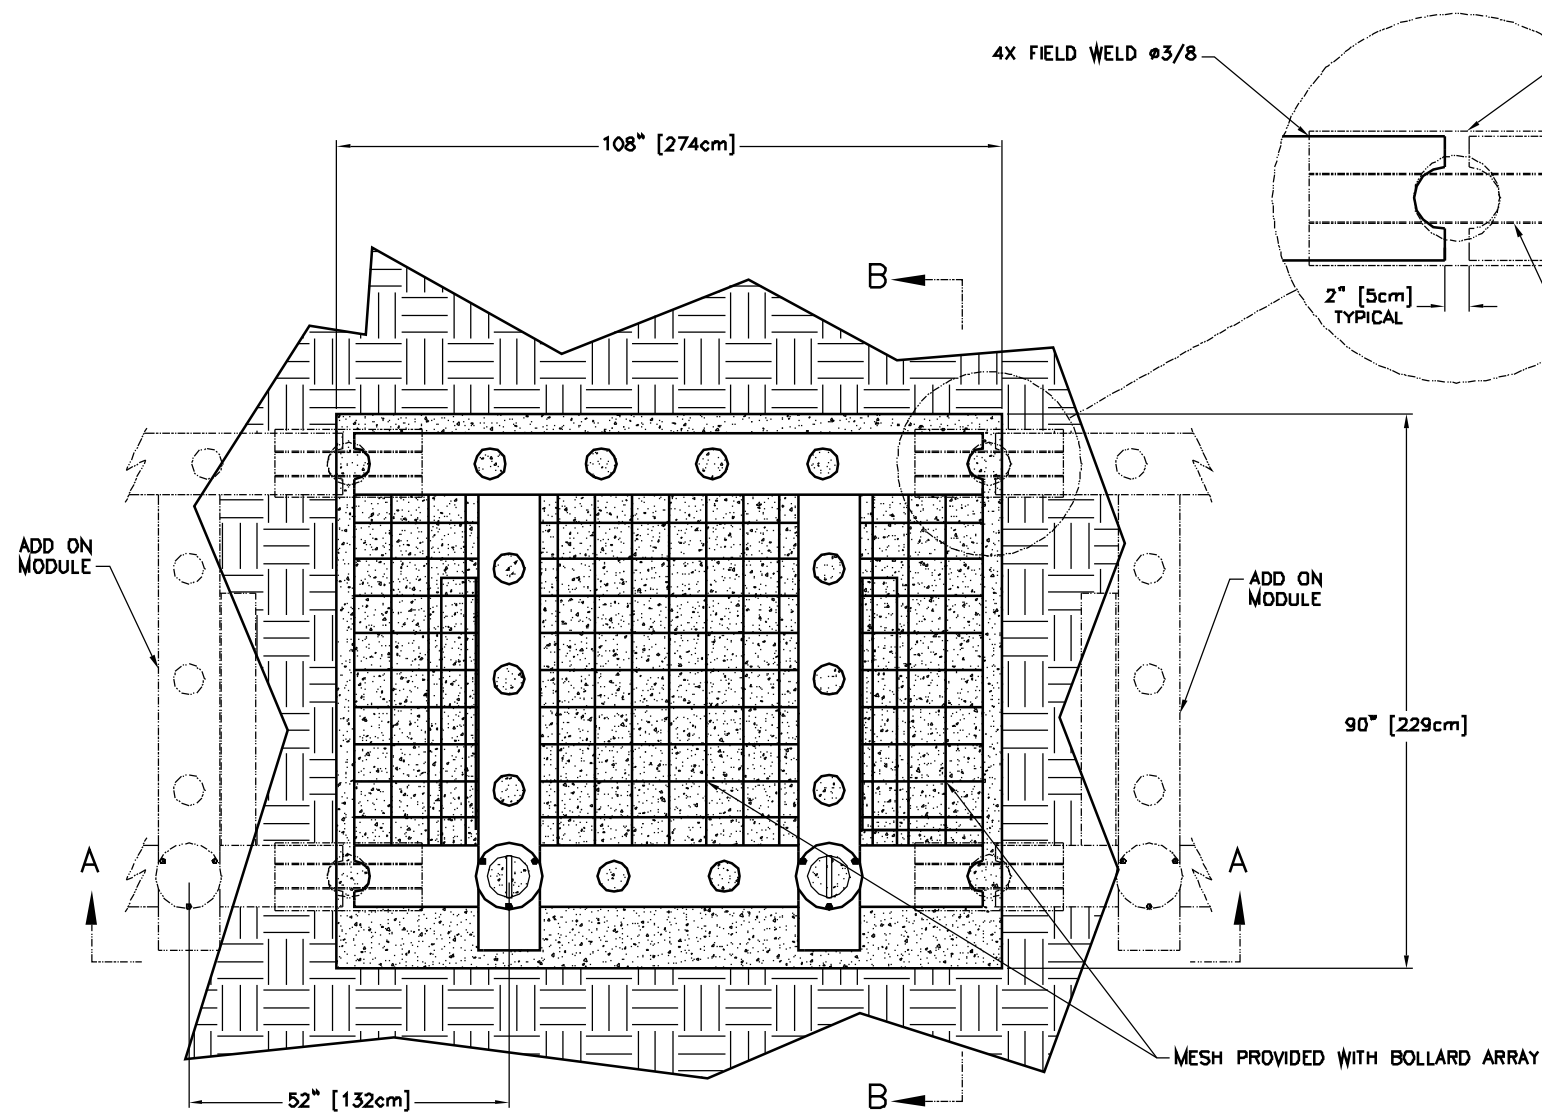 4X FIELD WELD ⌀3/8
108" [274cm]
B
2" [5cm]
TYPICAL
ADD ON
MODULE
ADD ON
MODULE
90" [229cm]
A
A
MESH PROVIDED WITH BOLLARD ARRAY
52" [132cm]
B